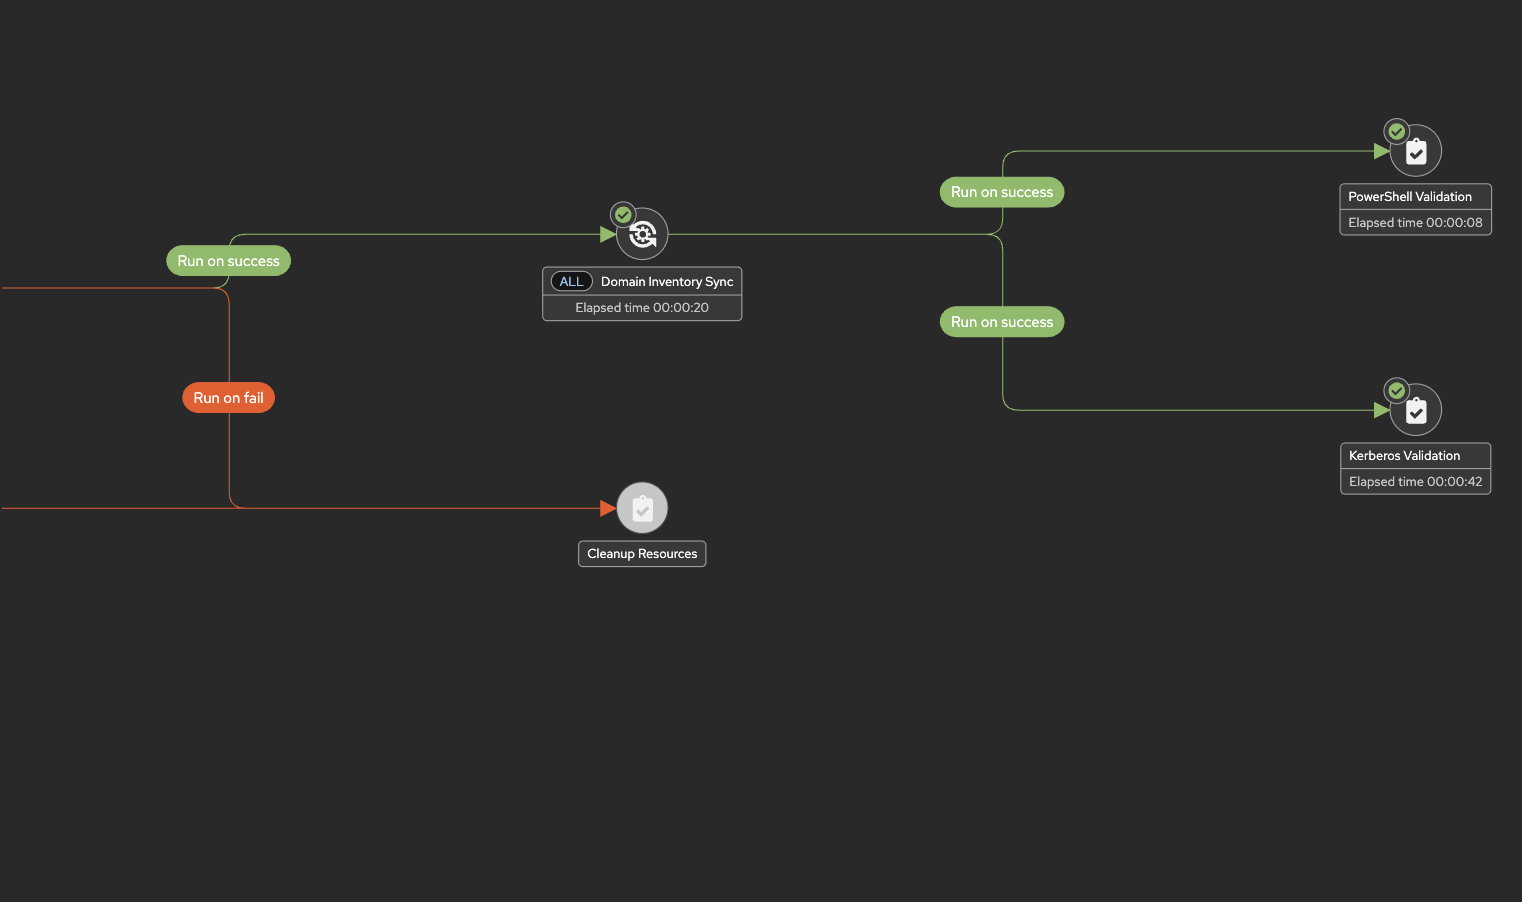 PowerShell Validation
Elapsed time 00:00:08
Run on success
Run on success
ALL Domain Inventory Sync
Elapsed time 00:00:20
Run on success
Run on fail
Kerberos Validation
Elapsed time 00:00:42
Cleanup Resources